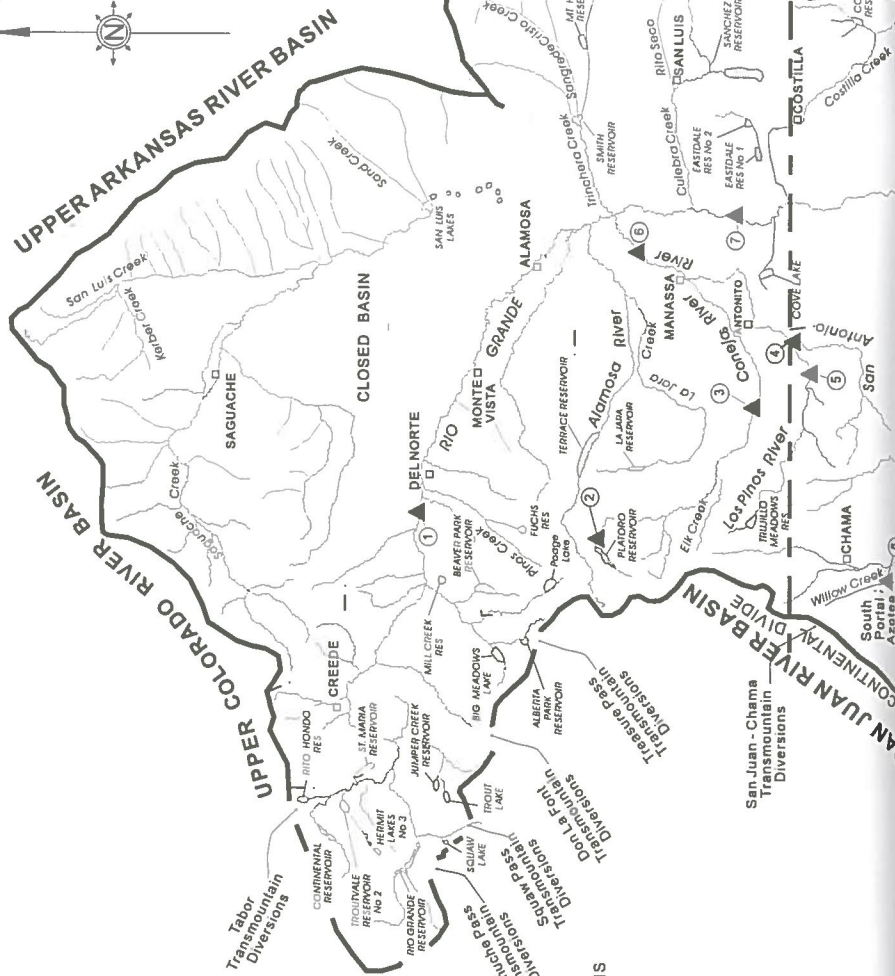 N
UPPER ARKANSAS RIVER BASIN
UPPER COLORADO RIVER BASIN
SAN JUAN RIVER BASIN
CONTINENTAL
DIVIDE
San Luis Creek
Kerber Creek
Sand Creek
SAN LUIS
LAKES
SAGUACHE
Saguache
Creek
Saguache
CLOSED BASIN
ALAMOSA
MONTE
VISTA
RIO
GRANDE
DEL NORTE
1
CREEDE
RITO HONDO
RES
ST. MARIA
RESERVOIR
JUMPER CREEK
RESERVOIR
HERMIT
LAKES
No 3
CONTINENTAL
RESERVOIR
TROUTVALE
RESERVOIR
No 2
RIO GRANDE
RESERVOIR
Tabor
Transmountain
Diversions
SQUAW
LAKE
TROUT
LAKE
Squaw Pass
Transmountain
Diversions
Don La Font
Transmountain
Diversions
Treasure Pass
Transmountain
Diversions
ALBERTA
PARK
RESERVOIR
BIG MEADOWS
LAKE
MILL CREEK
RES
BEAVER PARK
RESERVOIR
Pinos Creek
FUCHS
RES
Poage
Lake
2
PLATORO
RESERVOIR
TERRACE RESERVOIR
Alamosa
River
LA JARA
RESERVOIR
La Jara
Creek
Elk Creek
Los Pinos River
TRUJILLO
MEADOWS
RES
3
Conejos
River
MANASSA
ANTONITO
6
River
7
4
COVE LAKE
5
San
Antonio
CHAMA
Willow Creek
South
Portal
San Juan - Chama
Transmountain
Diversions
Sangre de Cristo Creek
Trinchera Creek
SMITH
RESERVOIR
Rito Seco
SAN LUIS
SANCHEZ
RESERVOIR
Culebra Creek
EASTDALE
RES No 2
EASTDALE
RES No 1
COSTILLA
Costilla Creek